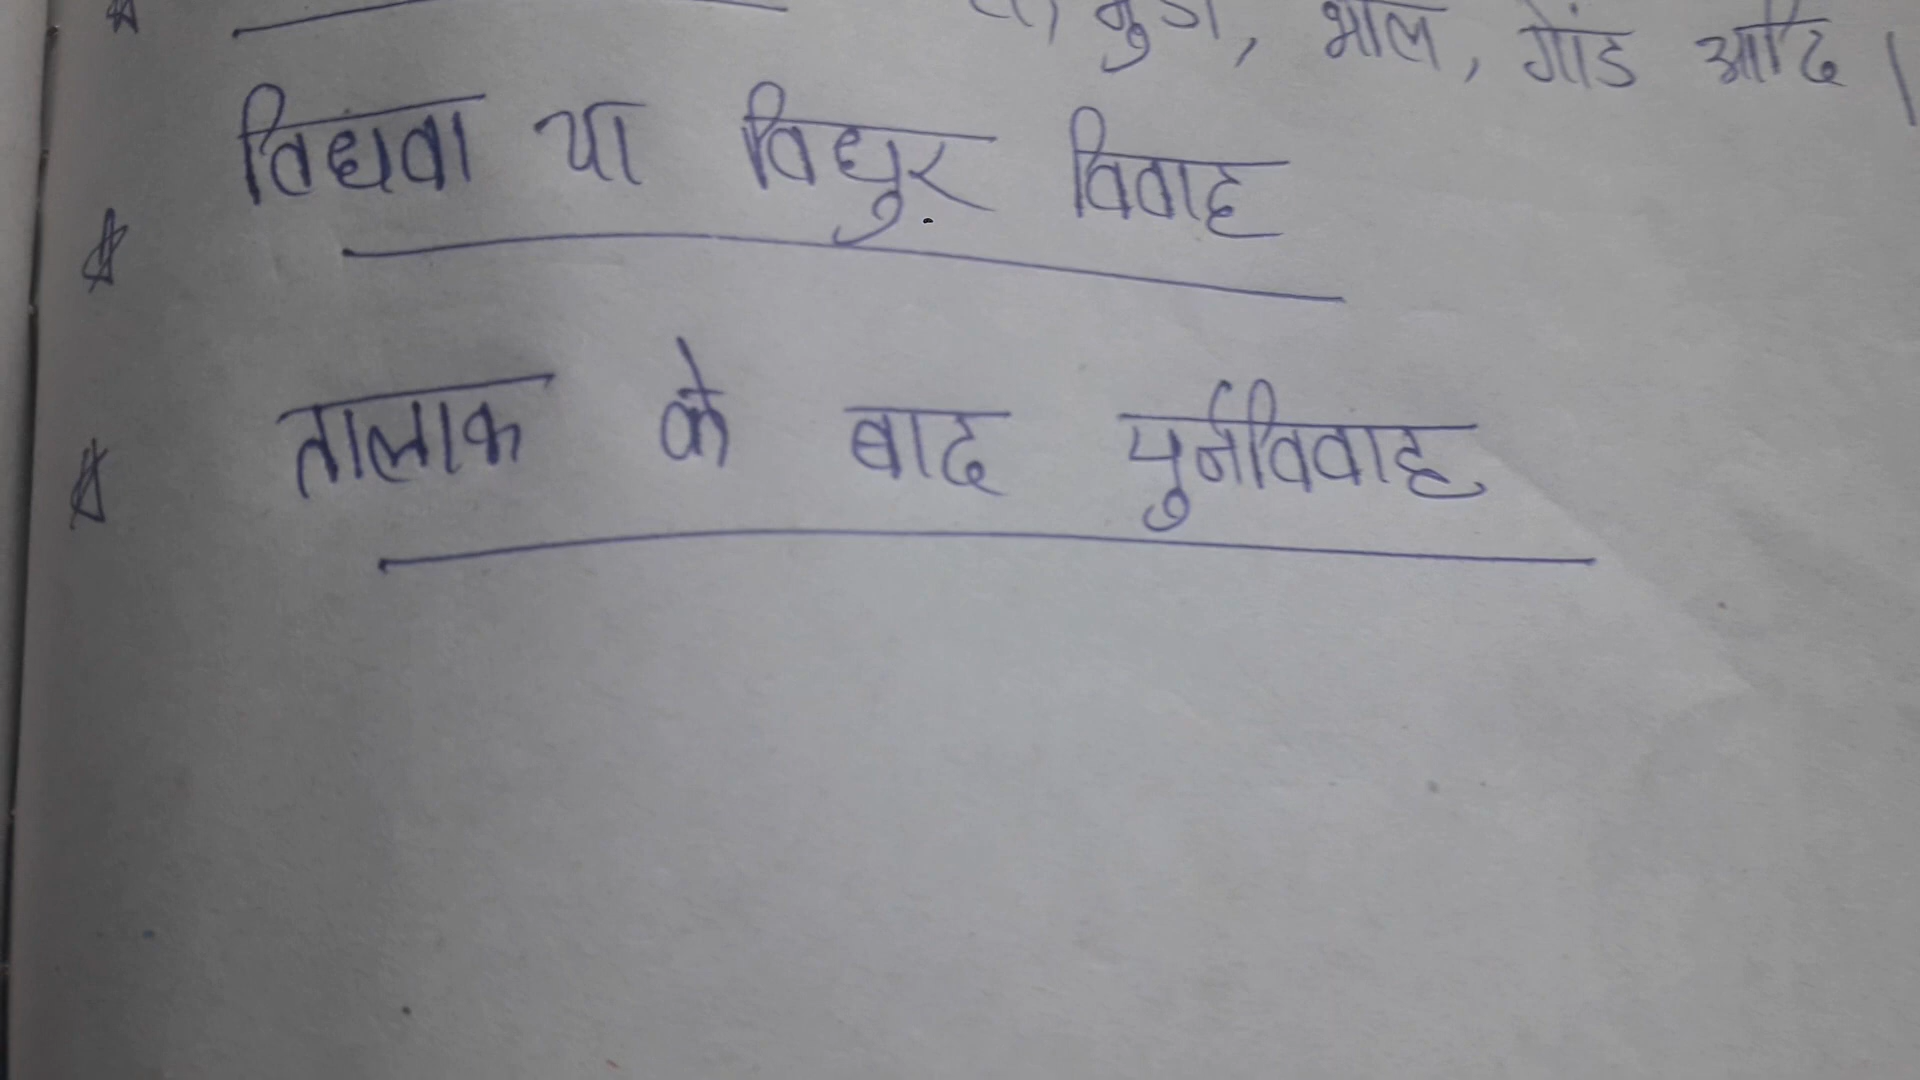 भील, गोंड आदि |
विधवा या विधुर विवाह
तालाक के बाद पुर्नविवाह